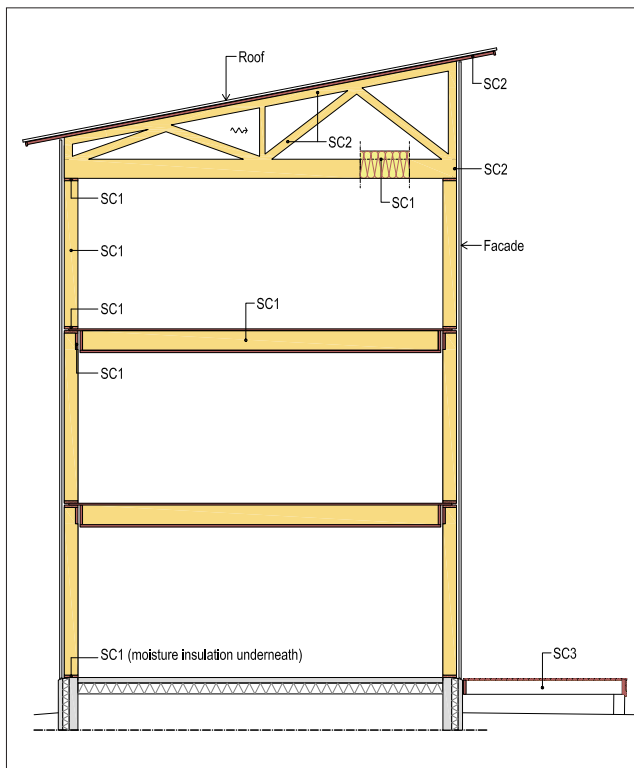 Roof
SC2
SC2
SC2
SC1
SC1
SC1
Facade
SC1
SC1
SC1
SC1 (moisture insulation underneath)
SC3